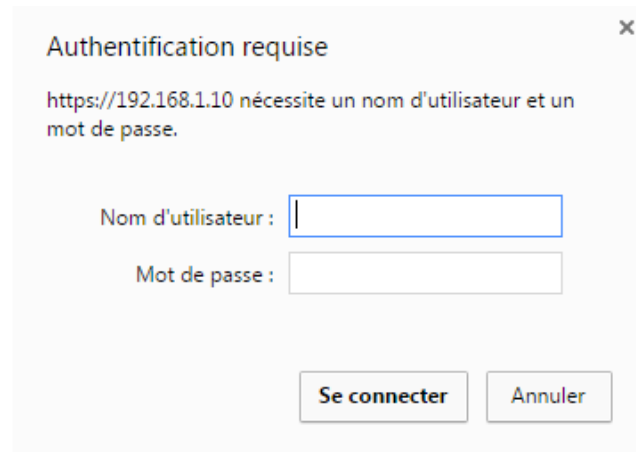 Authentification requise
https://192.168.1.10 nécessite un nom d'utilisateur et un
mot de passe.
Nom d'utilisateur :
Mot de passe :
Se connecter Annuler